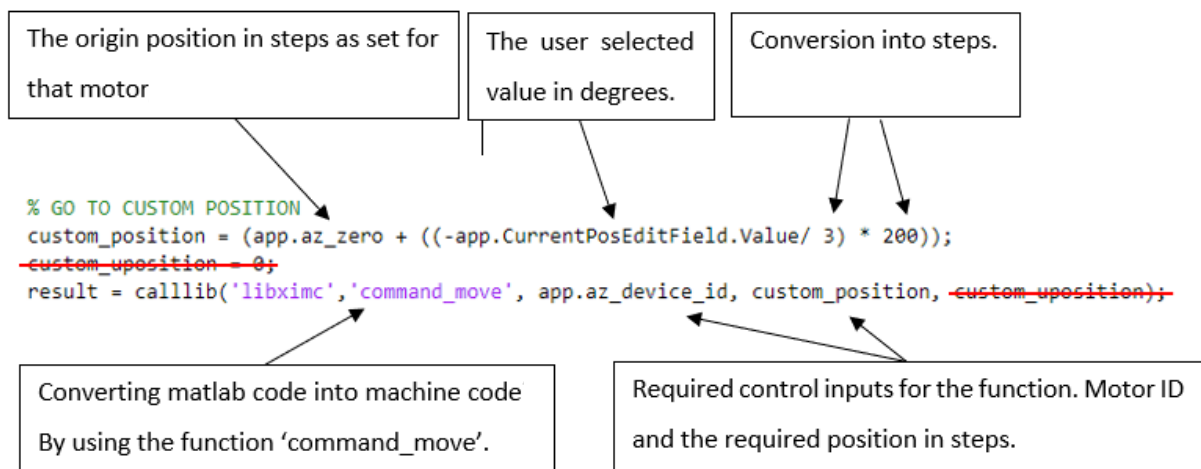 The origin position in steps as set for
that motor
The user selected
value in degrees.
Conversion into steps.
% GO TO CUSTOM POSITION
custom_position = (app.az_zero + ((-app.CurrentPosEditField.Value/ 3) * 200));
custom_uposition = 0;
result = calllib('libximc','command_move', app.az_device_id, custom_position, custom_uposition);
Converting matlab code into machine code
By using the function ‘command_move’.
Required control inputs for the function. Motor ID
and the required position in steps.